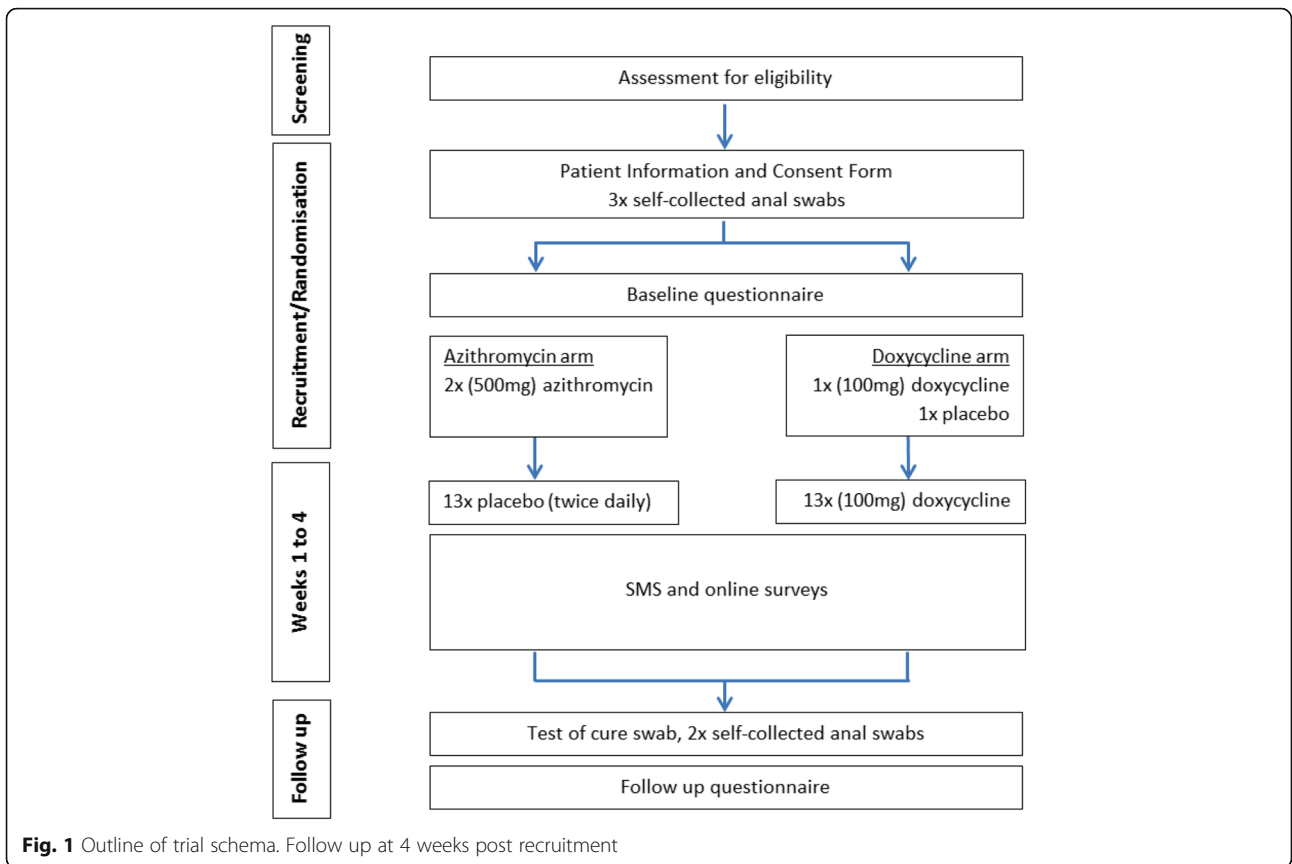 Screening
Assessment for eligibility
Recruitment/Randomisation
Patient Information and Consent Form
3x self-collected anal swabs
Baseline questionnaire
Azithromycin arm
2x (500mg) azithromycin
Doxycycline arm
1x (100mg) doxycycline
1x placebo
Weeks 1 to 4
13x placebo (twice daily)
13x (100mg) doxycycline
SMS and online surveys
Follow up
Test of cure swab, 2x self-collected anal swabs
Follow up questionnaire
Fig. 1 Outline of trial schema. Follow up at 4 weeks post recruitment